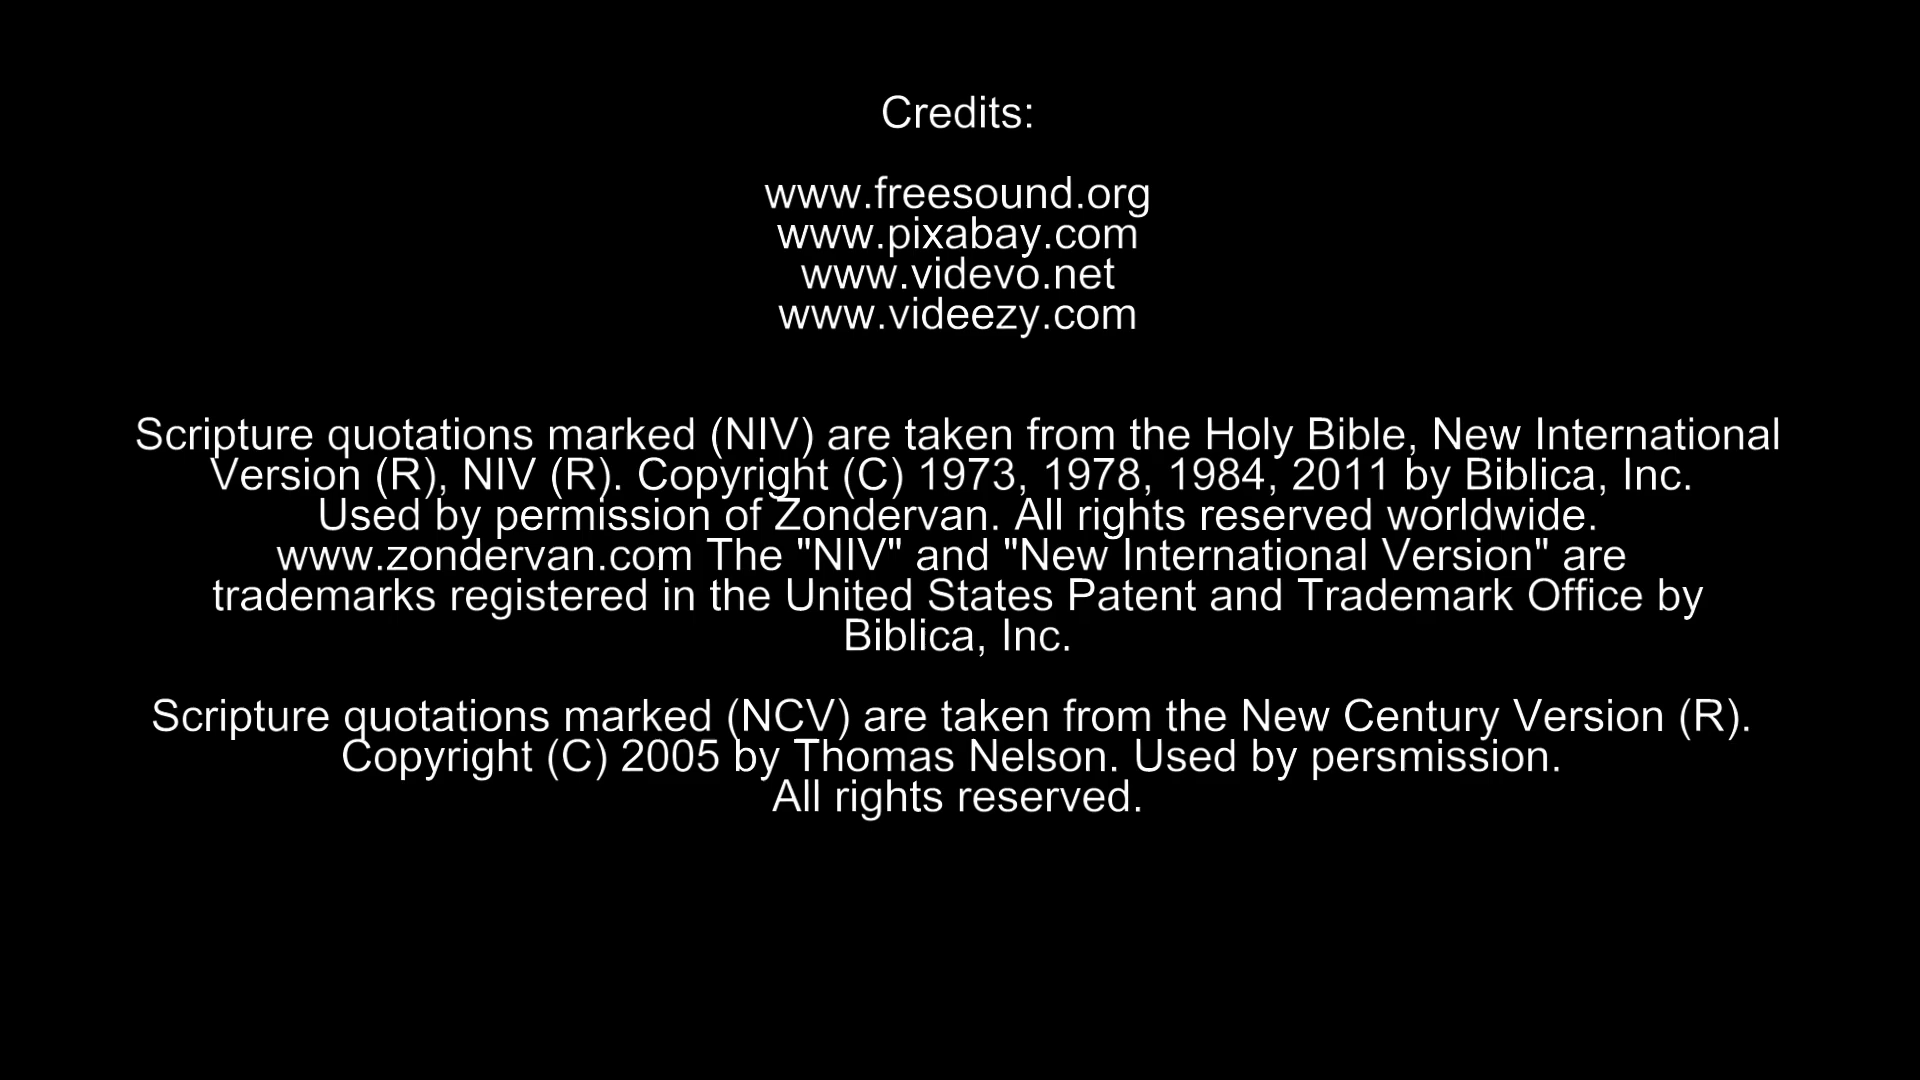 Credits:
www.freesound.org
www.pixabay.com
www.videvo.net
www.videezy.com
Scripture quotations marked (NIV) are taken from the Holy Bible, New International
Version (R), NIV (R). Copyright (C) 1973, 1978, 1984, 2011 by Biblica, Inc.
Used by permission of Zondervan. All rights reserved worldwide.
www.zondervan.com The "NIV" and "New International Version" are
trademarks registered in the United States Patent and Trademark Office by
Biblica, Inc.
Scripture quotations marked (NCV) are taken from the New Century Version (R).
Copyright (C) 2005 by Thomas Nelson. Used by persmission.
All rights reserved.